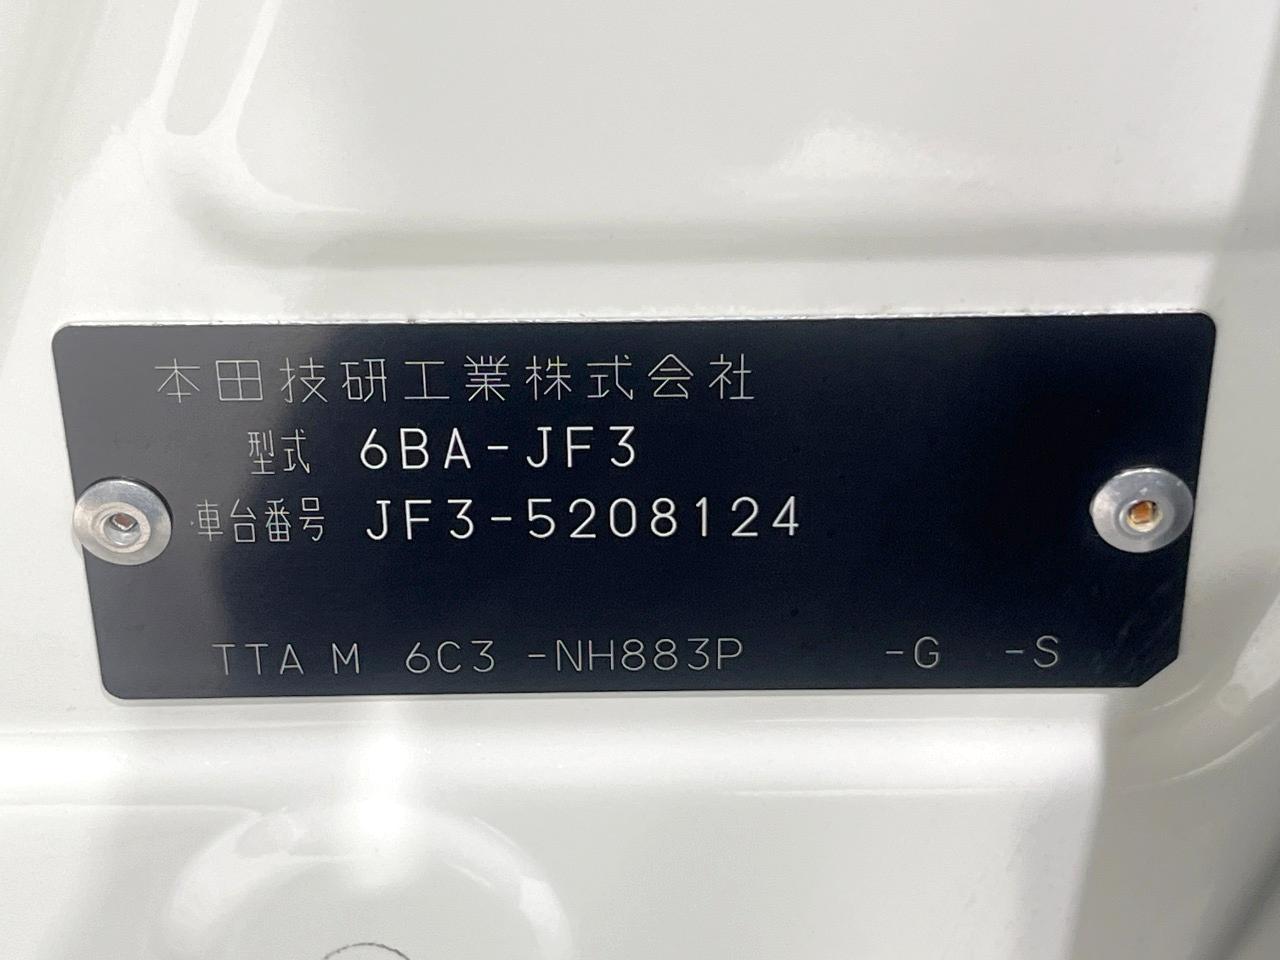 本田技研工業株式会社
型式 6BA-JF3
車台番号 JF3-5208124
TTA M 6C3 -NH883P -G -S